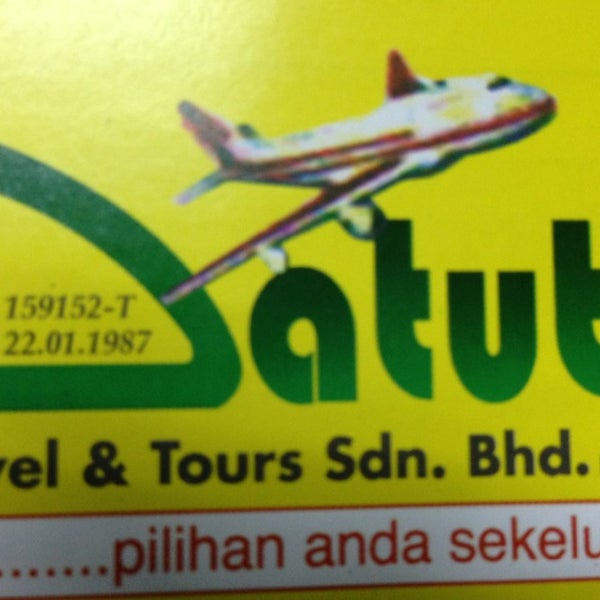 159152-T
22.01.1987
atut
vel & Tours Sdn. Bhd.
.......pilihan anda sekelu